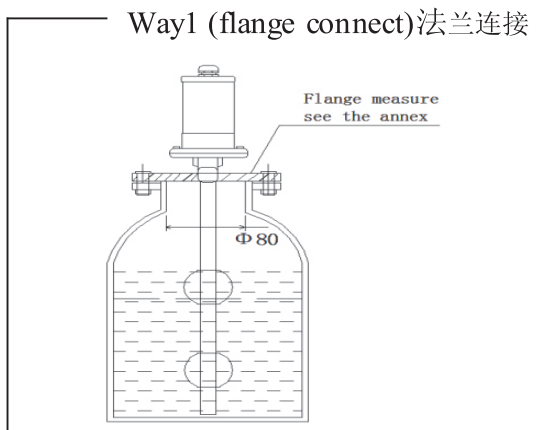 Way1 (flange connect)法兰连接
Flange measure
see the annex
Φ80